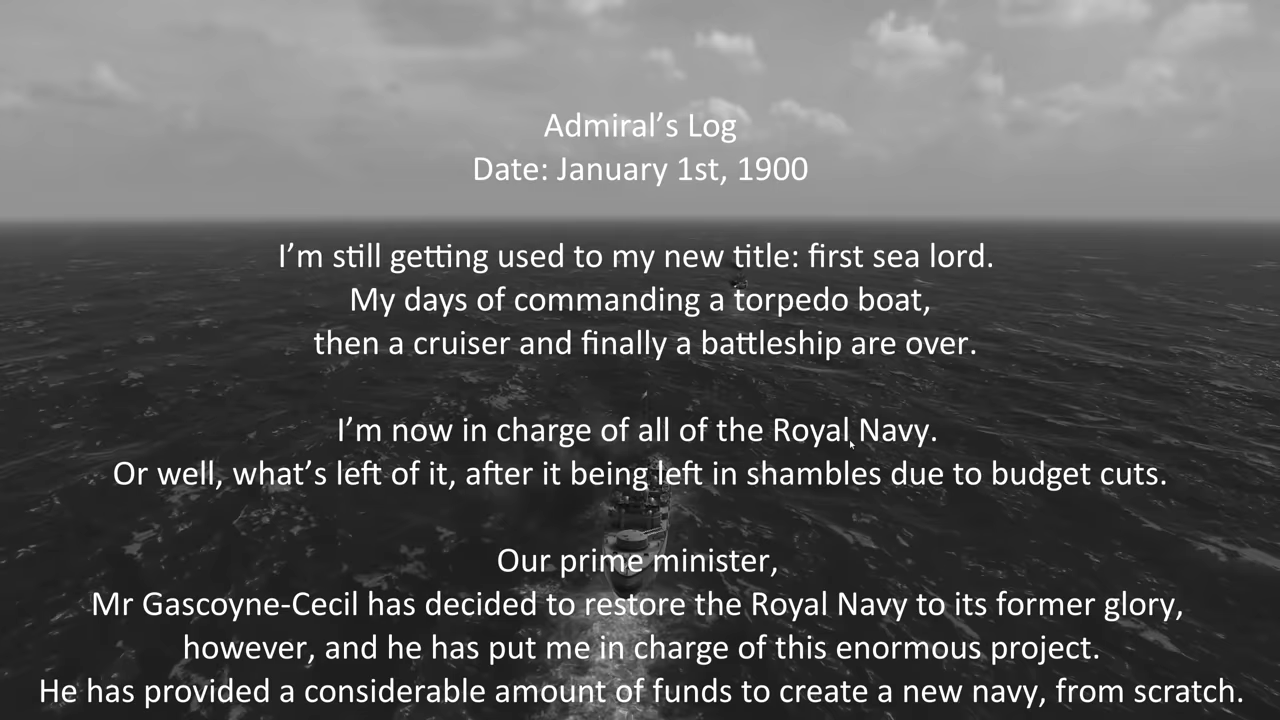 Admiral’s Log
Date: January 1st, 1900
I’m still getting used to my new title: first sea lord.
My days of commanding a torpedo boat,
then a cruiser and finally a battleship are over.
I’m now in charge of all of the Royal Navy.
Or well, what’s left of it, after it being left in shambles due to budget cuts.
Our prime minister,
Mr Gascoyne-Cecil has decided to restore the Royal Navy to its former glory,
however, and he has put me in charge of this enormous project.
He has provided a considerable amount of funds to create a new navy, from scratch.